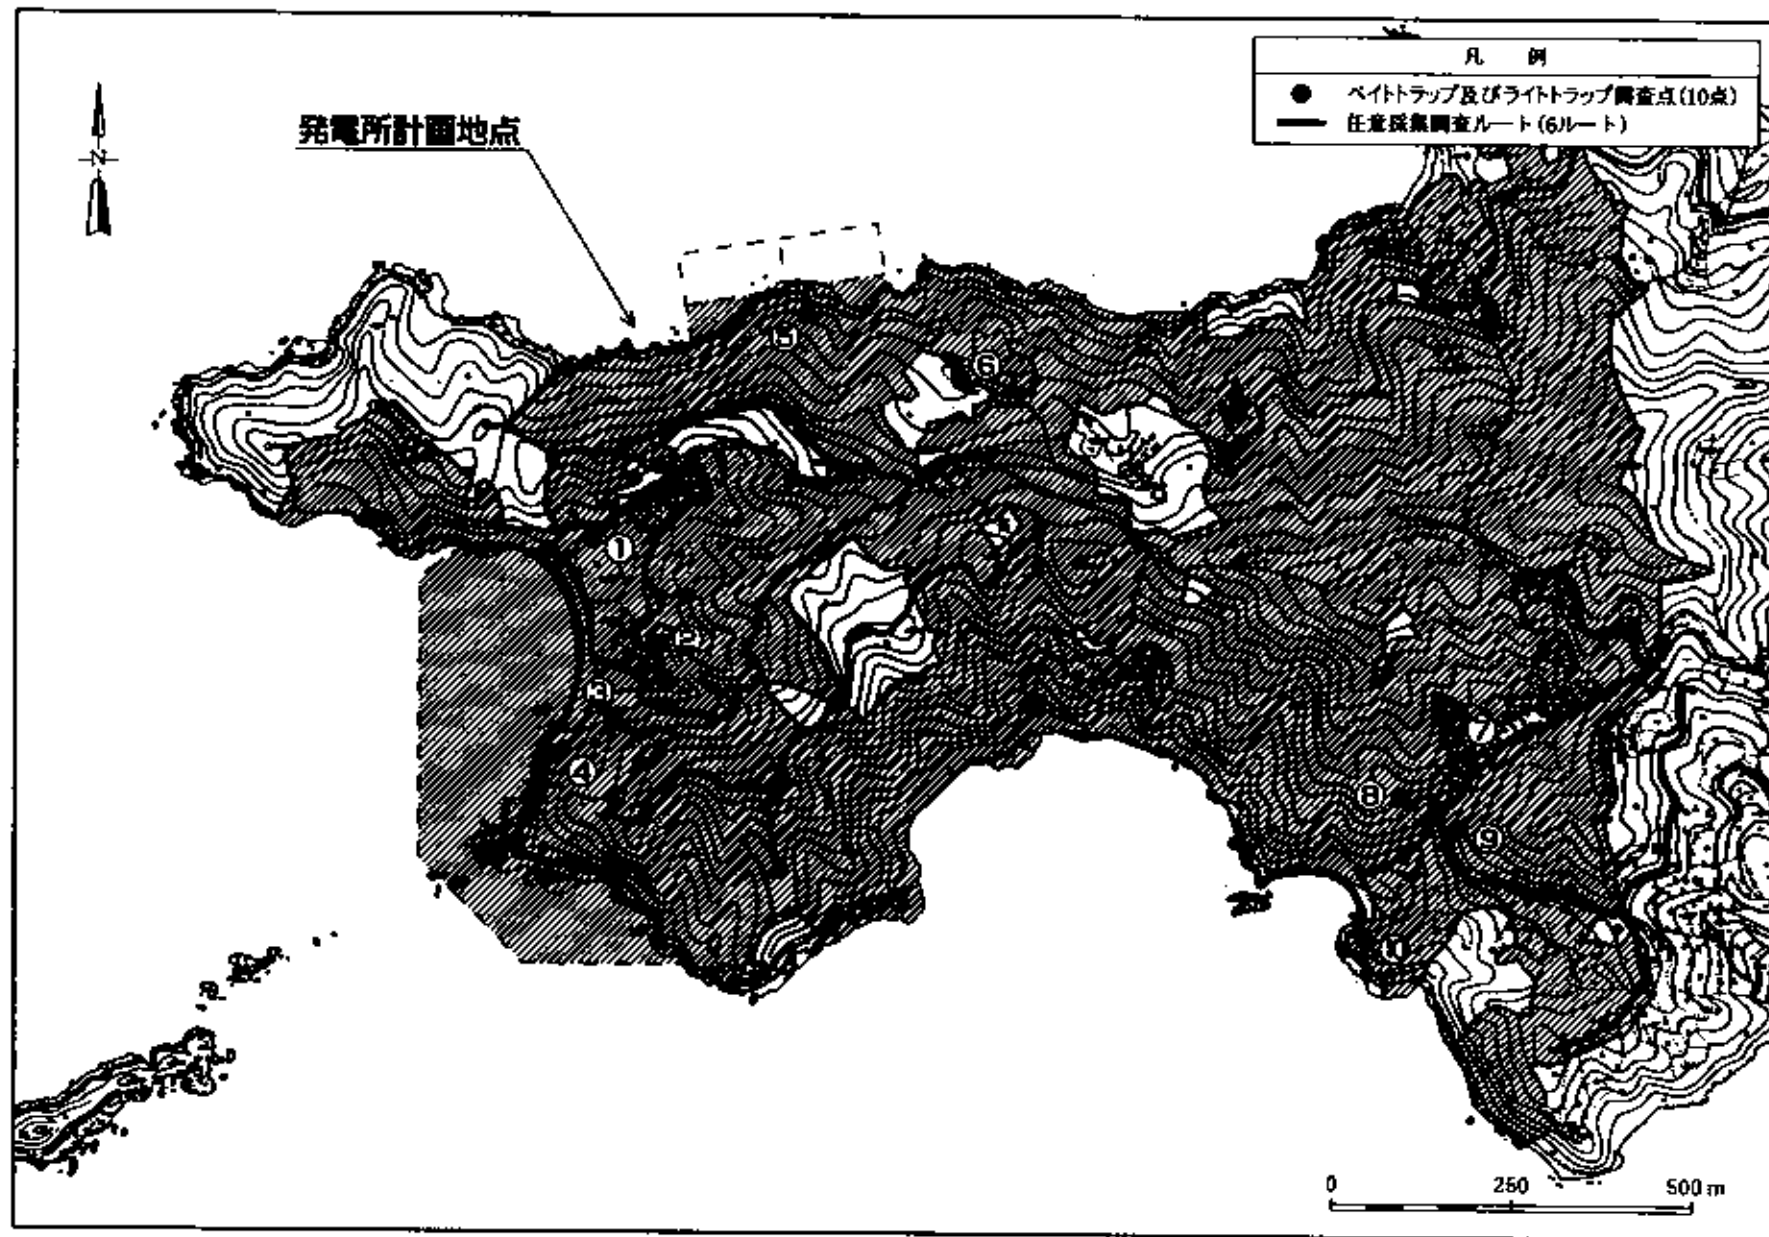 凡 例
● ベイトトラップ及びライトトラップ調査点(10点)
任意採集調査ルート(6ルート)
発電所計画地点
N
⑤
⑥
①
②
③
④
⑦
⑧
⑨
0 250 500 m